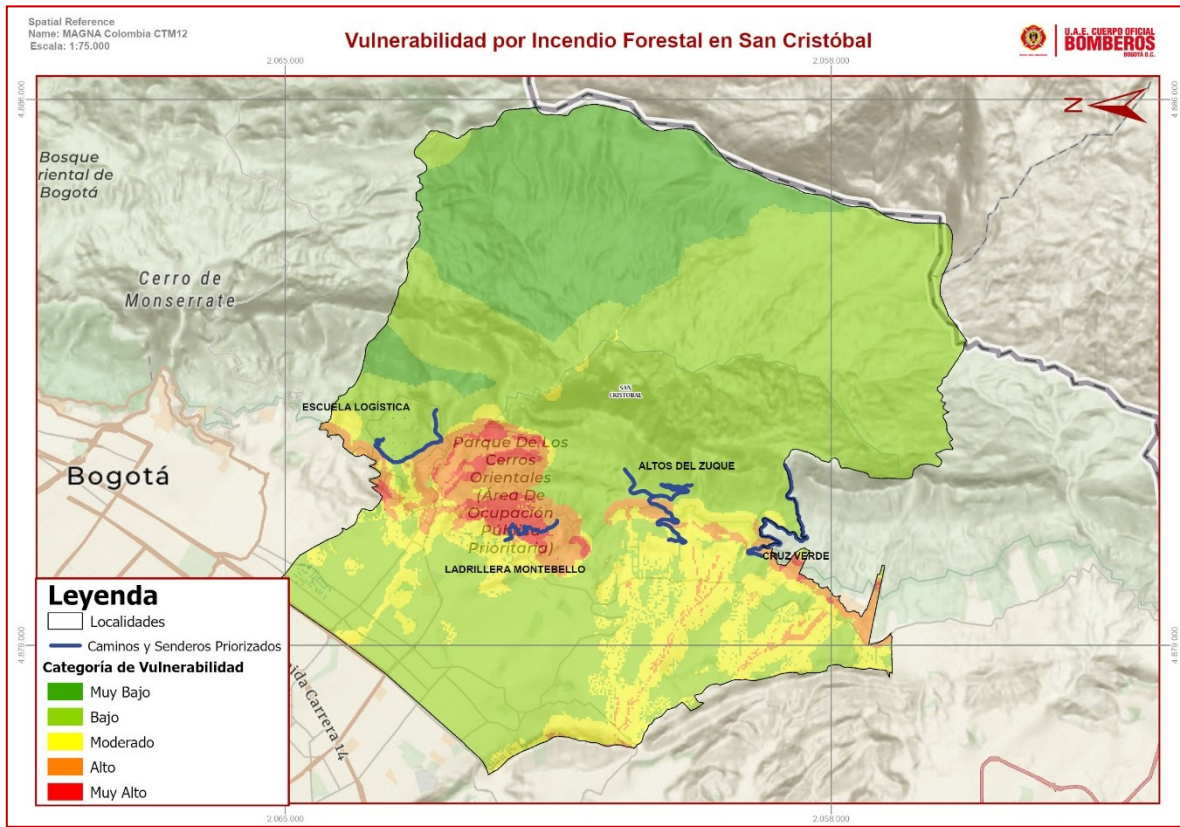 Spatial Reference
Name: MAGNA Colombia CTM12
Escala: 1:75.000
Vulnerabilidad por Incendio Forestal en San Cristóbal
U.A.E. CUERPO OFICIAL
BOMBEROS
BOGOTÁ D.C.
2.065.000
2.058.000
4.886.000
4.886.000
N
Bosque
riental de
Bogotá
Cerro de
Monserrate
SAN
CRISTOBAL
ESCUELA LOGÍSTICA
Parque De Los
Cerros
Orientales
(Área De
Ocupación
Prioritaria)
Bogotá
ALTOS DEL ZUQUE
CRUZ VERDE
LADRILLERA MONTEBELLO
4.879.000
4.879.000
nida Carrera 14
Leyenda
Localidades
Caminos y Senderos Priorizados
Categoría de Vulnerabilidad
Muy Bajo
Bajo
Moderado
Alto
Muy Alto
2.065.000
2.058.000